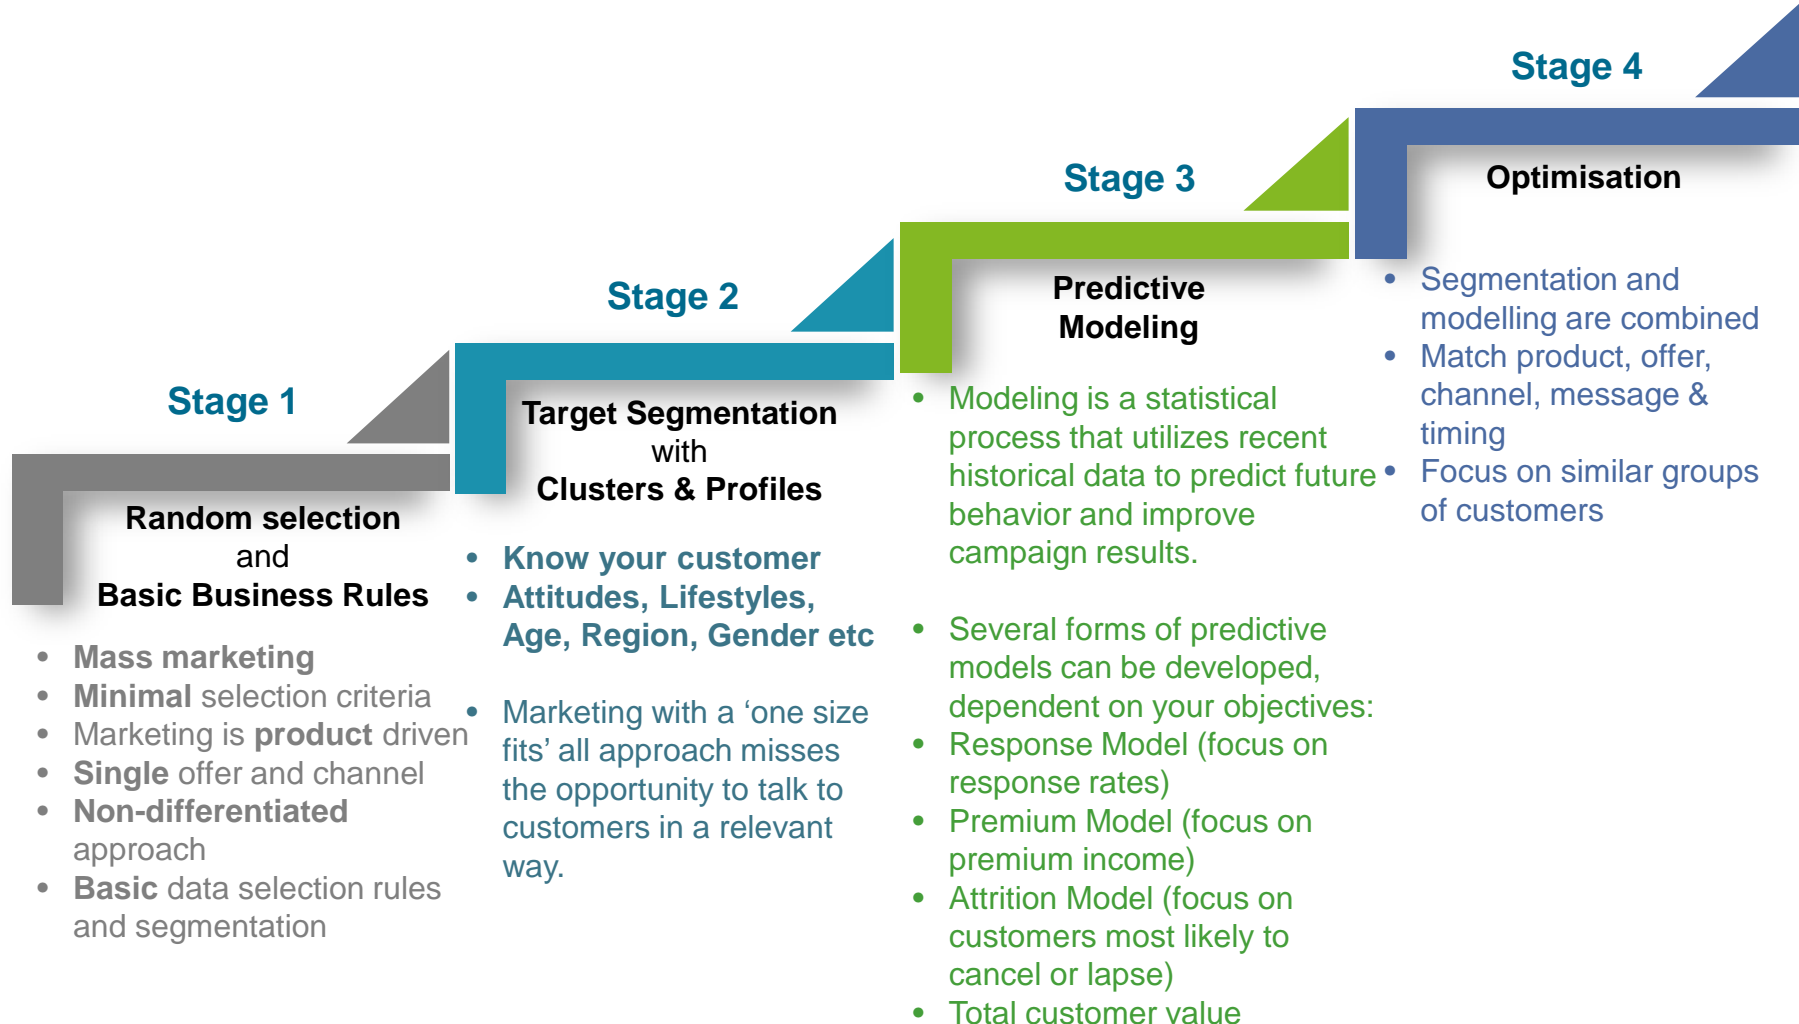 Stage 1
Random selection
and
Basic Business Rules
• Mass marketing
• Minimal selection criteria
• Marketing is product driven
• Single offer and channel
• Non-differentiated
approach
• Basic data selection rules
and segmentation
Stage 2
Target Segmentation
with
Clusters & Profiles
• Know your customer
• Attitudes, Lifestyles,
Age, Region, Gender etc
• Marketing with a ‘one size
fits’ all approach misses
the opportunity to talk to
customers in a relevant
way.
Stage 3
Predictive
Modeling
• Modeling is a statistical
process that utilizes recent
historical data to predict future
behavior and improve
campaign results.
• Several forms of predictive
models can be developed,
dependent on your objectives:
• Response Model (focus on
response rates)
• Premium Model (focus on
premium income)
• Attrition Model (focus on
customers most likely to
cancel or lapse)
• Total customer value
Stage 4
Optimisation
• Segmentation and
modelling are combined
• Match product, offer,
channel, message &
timing
• Focus on similar groups
of customers